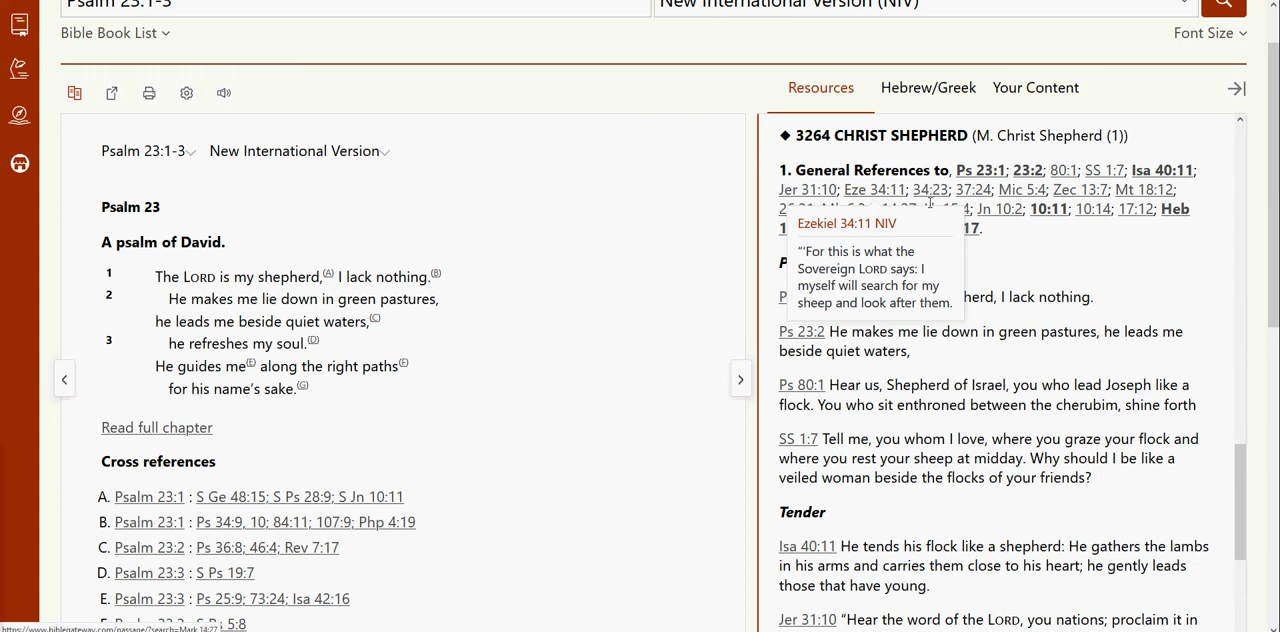 Psalm 23:1-3
New International Version (NIV)
Bible Book List
Font Size
Resources
Hebrew/Greek
Your Content
Psalm 23:1-3
New International Version
Psalm 23
A psalm of David.
1 The LORD is my shepherd,(A) I lack nothing.(B)
2 He makes me lie down in green pastures,
he leads me beside quiet waters,(C)
3 he refreshes my soul.(D)
He guides me(E) along the right paths(F)
for his name's sake.(G)
Read full chapter
Cross references
A. Psalm 23:1 : S Ge 48:15; S Ps 28:9; S Jn 10:11
B. Psalm 23:1 : Ps 34:9, 10; 84:11; 107:9; Php 4:19
C. Psalm 23:2 : Ps 36:8; 46:4; Rev 7:17
D. Psalm 23:3 : S Ps 19:7
E. Psalm 23:3 : Ps 25:9; 73:24; Isa 42:16
5:8
https://www.biblegateway.com/passage/?search=Mark 14:27
◆ 3264 CHRIST SHEPHERD (M. Christ Shepherd (1))
1. General References to, Ps 23:1; 23:2; 80:1; SS 1:7; Isa 40:11;
Jer 31:10; Eze 34:11; 34:23; 37:24; Mic 5:4; Zec 13:7; Mt 18:12,
Jn 10:2; 10:11; 10:14; 17:12; Heb
17.
Ezekiel 34:11 NIV
“‘For this is what the
Sovereign LORD says: I
myself will search for my
sheep and look after them.
herd, I lack nothing.
Ps 23:2 He makes me lie down in green pastures, he leads me
beside quiet waters,
Ps 80:1 Hear us, Shepherd of Israel, you who lead Joseph like a
flock. You who sit enthroned between the cherubim, shine forth
SS 1:7 Tell me, you whom I love, where you graze your flock and
where you rest your sheep at midday. Why should I be like a
veiled woman beside the flocks of your friends?
Tender
Isa 40:11 He tends his flock like a shepherd: He gathers the lambs
in his arms and carries them close to his heart; he gently leads
those that have young.
Jer 31:10 “Hear the word of the LORD, you nations; proclaim it in